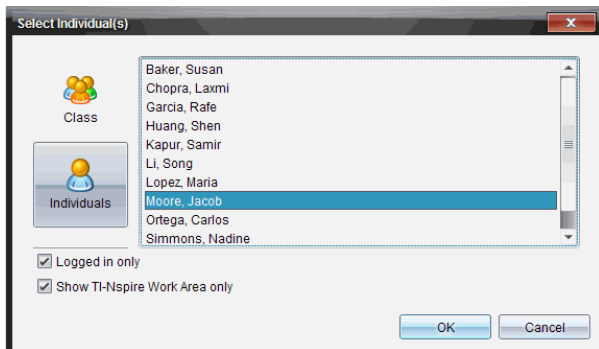 Select Individual(s)
Class
Individuals
Baker, Susan
Chopra, Laxmi
Garcia, Rafe
Huang, Shen
Kapur, Samir
Li, Song
Lopez, Maria
Moore, Jacob
Ortega, Carlos
Simmons, Nadine
Logged in only
Show TI-Nspire Work Area only
OK
Cancel